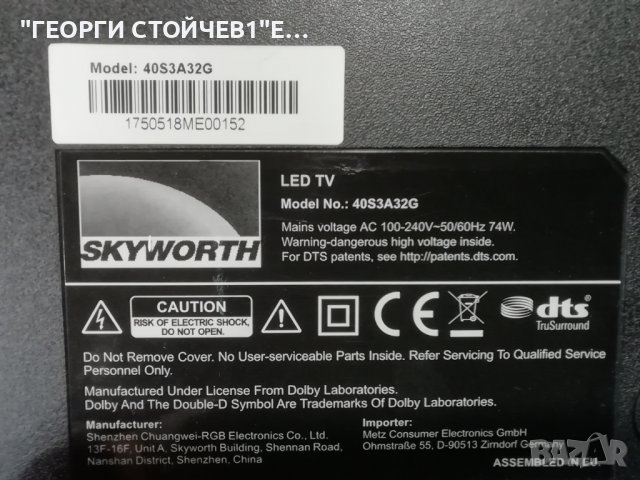 "ГЕОРГИ СТОЙЧЕВ1"Е...
Model: 40S3A32G
1750518ME00152
SKYWORTH
LED TV
Model No.: 40S3A32G
Mains voltage AC 100-240V~50/60Hz 74W.
Warning-dangerous high voltage inside.
For DTS patents, see http://patents.dts.com.
CAUTION
RISK OF ELECTRIC SHOCK,
DO NOT OPEN.
CE
dts
TruSurround
Do Not Remove Cover. No User-serviceable Parts Inside. Refer Servicing To Qualified Service
Personnel Only.
Manufactured Under License From Dolby Laboratories.
Dolby And The Double-D Symbol Are Trademarks Of Dolby Laboratories.
Manufacturer:
Shenzhen Chuangwei-RGB Electronics Co., Ltd.
13F-16F, Unit A, Skyworth Building, Shennan Road,
Nanshan District, Shenzhen, China
Importer:
Metz Consumer Electronics GmbH
Ohmstraße 55, D-90513 Zirndorf Germany
ASSEMBLED IN EU
BAZAR